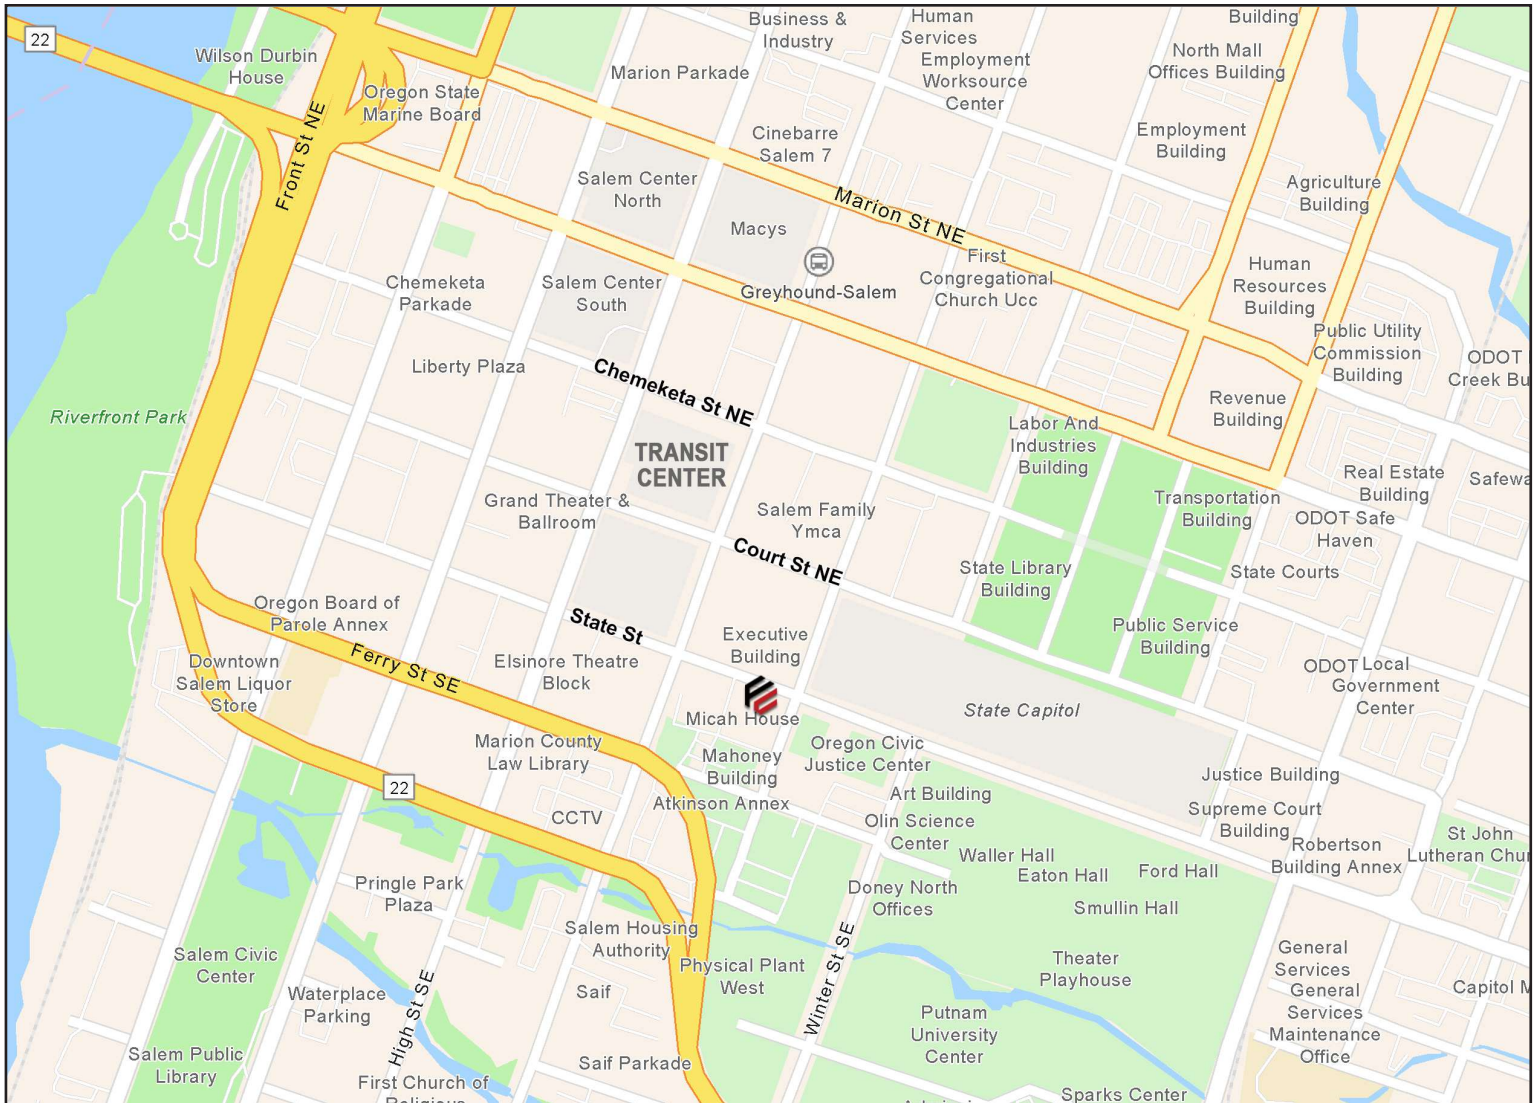 22
Wilson Durbin
House
Business &
Industry
Human
Services
Building
Marion Parkade
Employment
Worksource
Center
North Mall
Offices Building
Oregon State
Marine Board
Front St NE
Cinebarre
Salem 7
Employment
Building
Salem Center
North
Macys
Marion St NE
Agriculture
Building
Greyhound-Salem
First
Congregational
Church Ucc
Human
Resources
Building
Chemeketa
Parkade
Salem Center
South
Liberty Plaza
Chemeketa St NE
Public Utility
Commission
Building
ODOT
Creek Bu
Revenue
Building
Riverfront Park
TRANSIT
CENTER
Labor And
Industries
Building
Real Estate
Building
Safewa
Grand Theater &
Ballroom
Salem Family
Ymca
Transportation
Building
ODOT Safe
Haven
Court St NE
State Library
Building
State Courts
Oregon Board of
Parole Annex
State St
Executive
Building
Public Service
Building
Ferry St SE
Downtown
Salem Liquor
Store
Elsinore Theatre
Block
ODOT Local
Government
Center
Micah House
State Capitol
Marion County
Law Library
Mahoney
Building
Oregon Civic
Justice Center
Justice Building
22
Atkinson Annex
Art Building
CCTV
Olin Science
Center
Supreme Court
Building
Robertson
Building Annex
St John
Lutheran Chur
Waller Hall
Eaton Hall
Ford Hall
Pringle Park
Plaza
Doney North
Offices
Smullin Hall
Salem Housing
Authority
Salem Civic
Center
Physical Plant
West
Winter St SE
Theater
Playhouse
General
Services
General
Services
Maintenance
Office
Capitol M
Waterplace
Parking
High St SE
Saif
Putnam
University
Center
Salem Public
Library
Saif Parkade
First Church of
Religious
Sparks Center